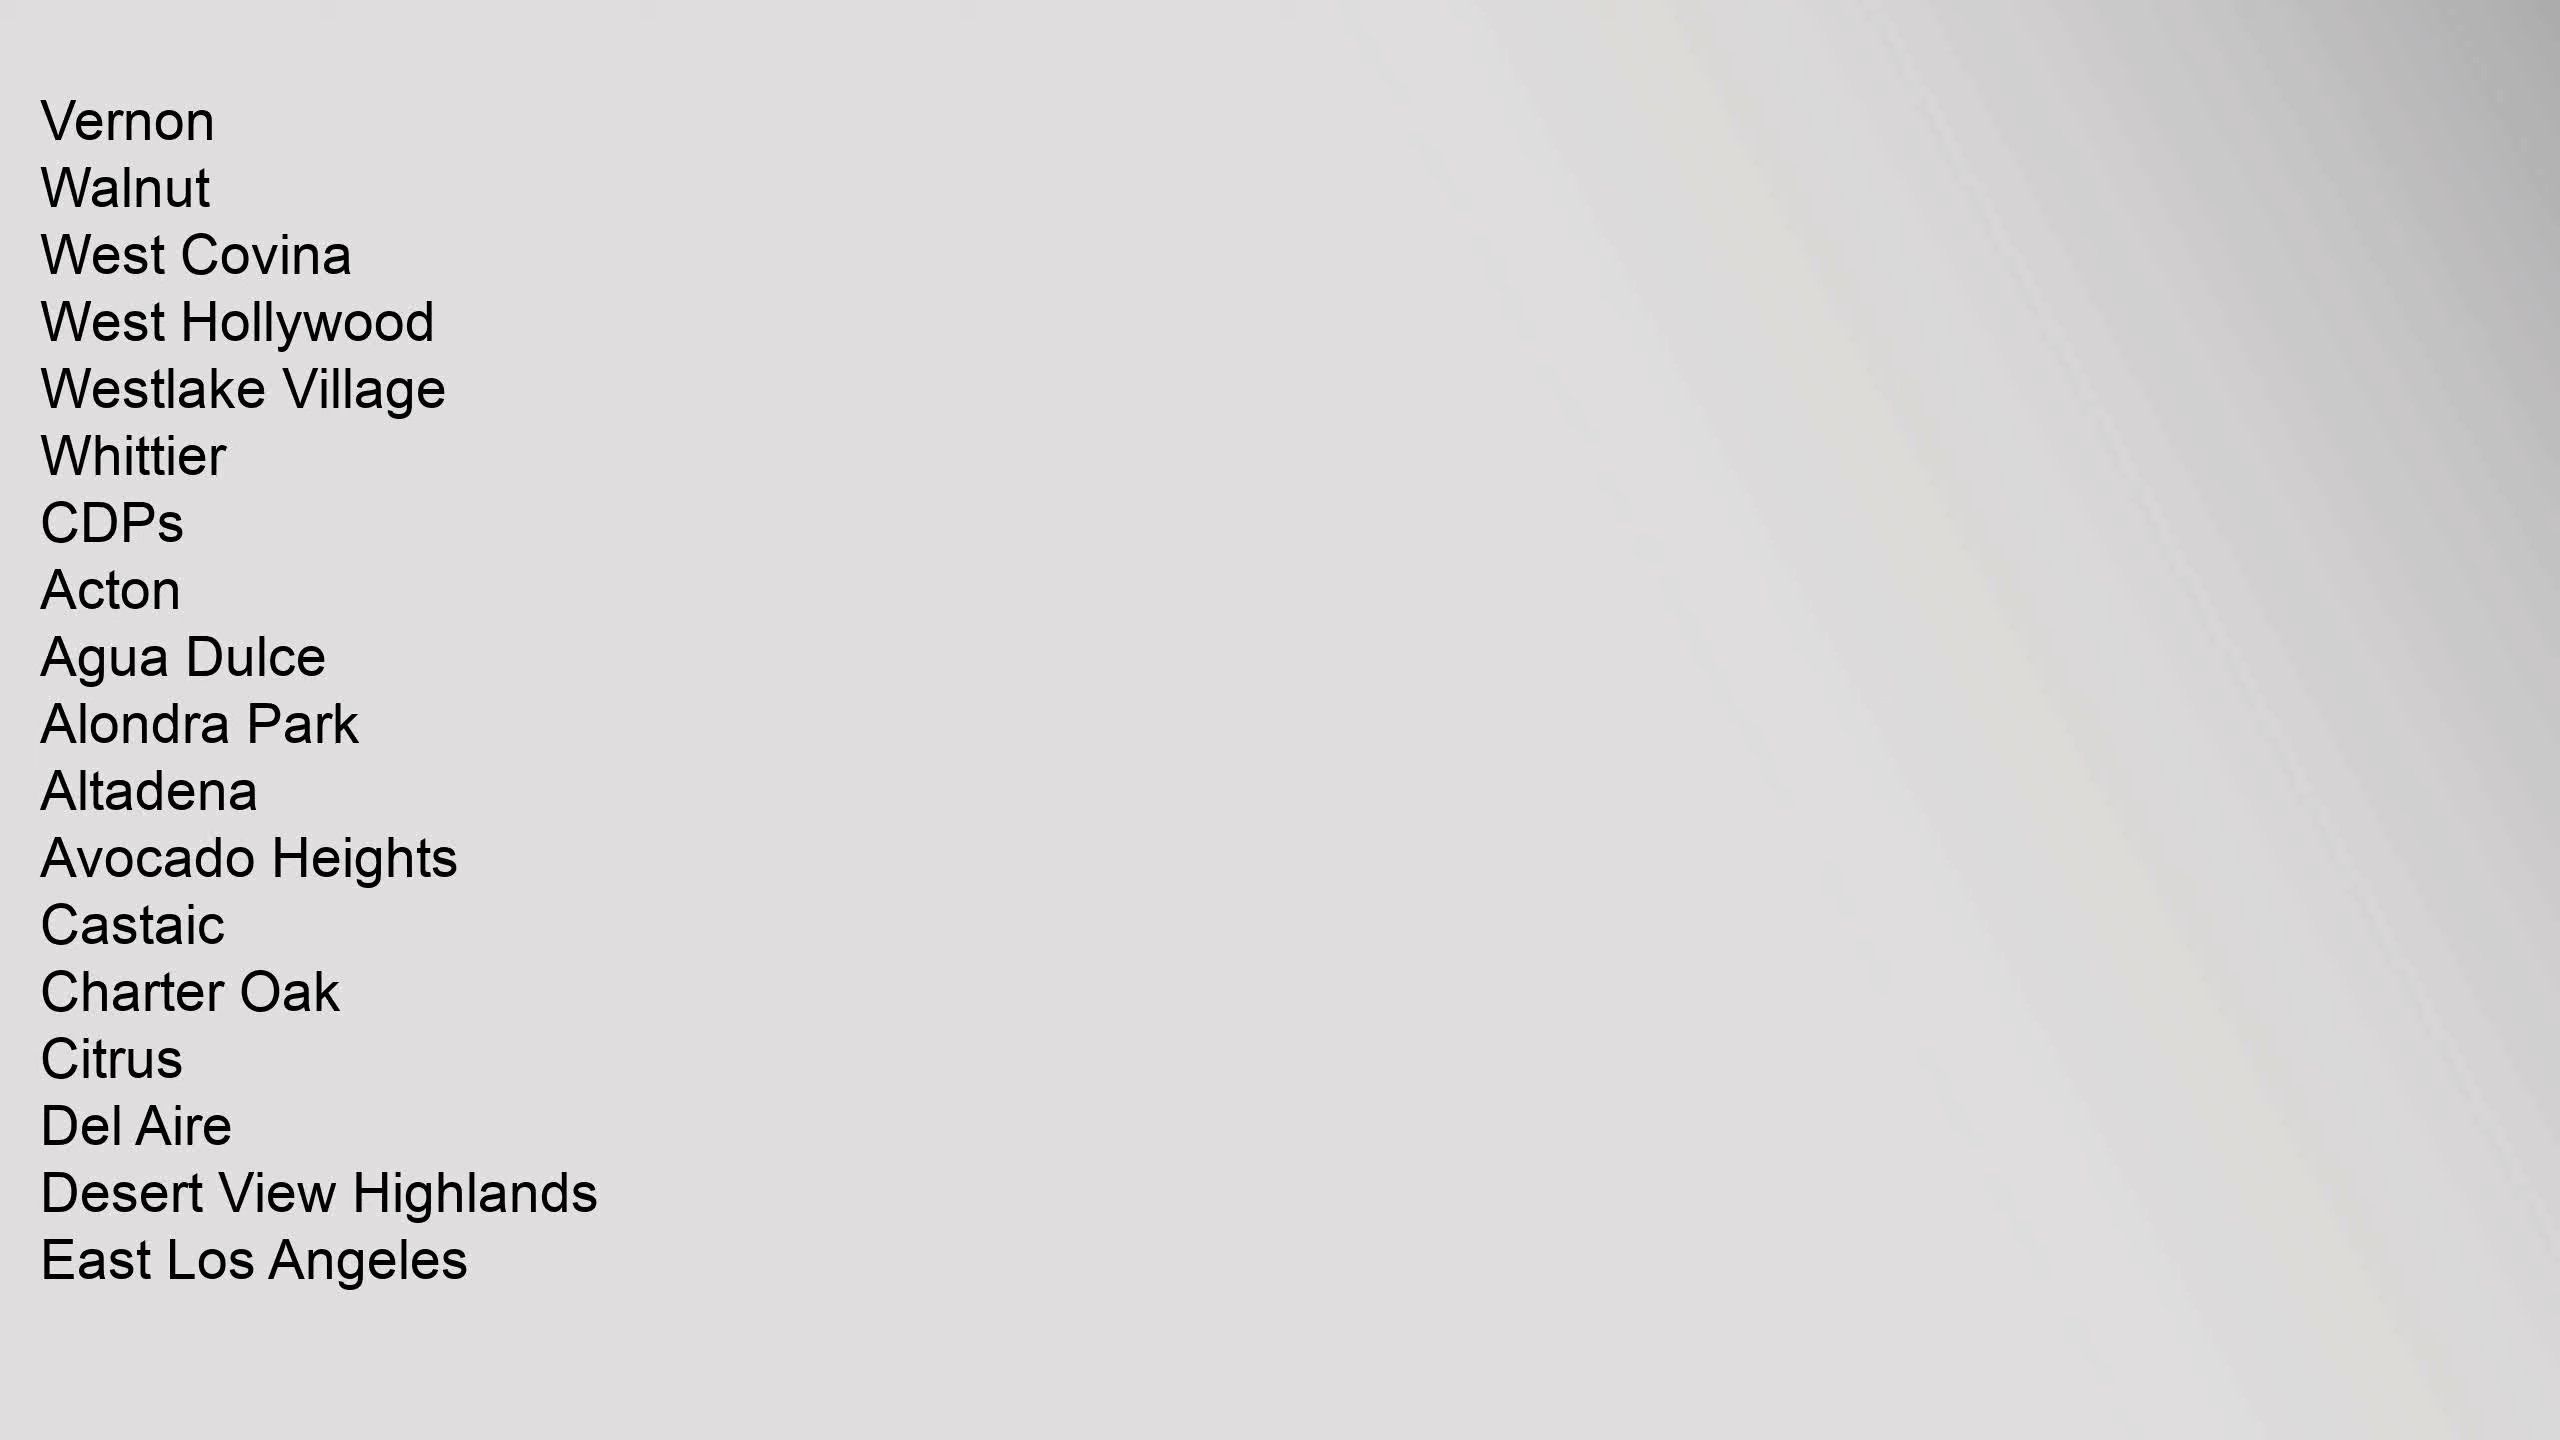 Vernon
Walnut
West Covina
West Hollywood
Westlake Village
Whittier
CDPs
Acton
Agua Dulce
Alondra Park
Altadena
Avocado Heights
Castaic
Charter Oak
Citrus
Del Aire
Desert View Highlands
East Los Angeles